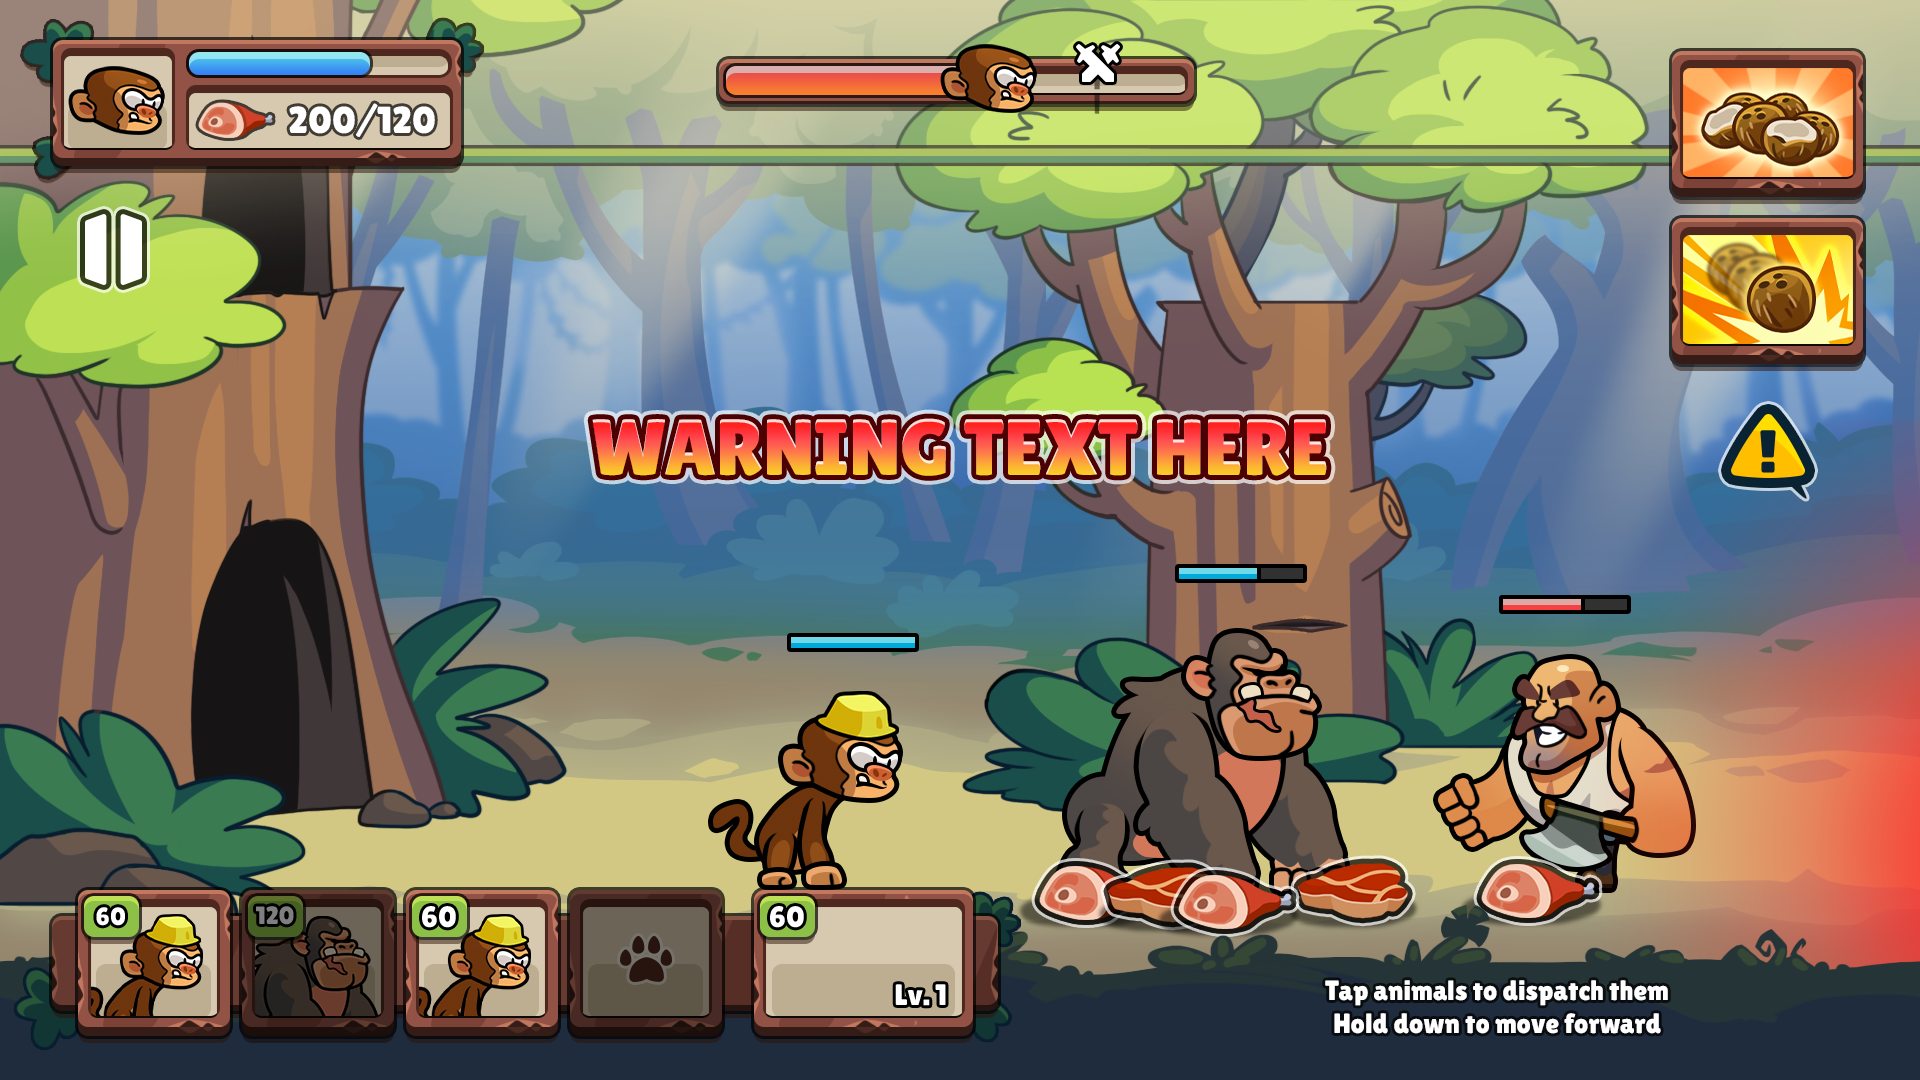 200/120
WARNING TEXT HERE
60
120
60
60
Lv.1
Tap animals to dispatch them
Hold down to move forward